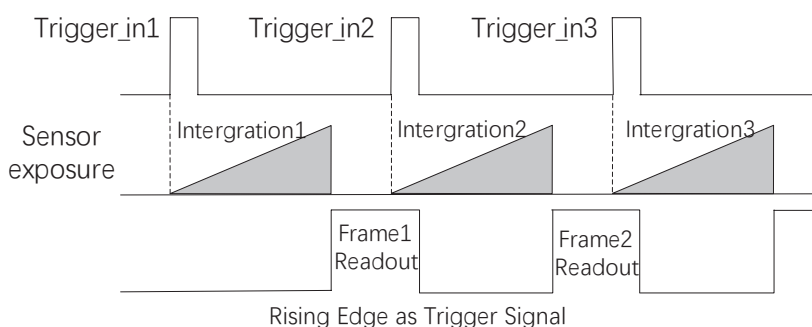 Trigger_in1 Trigger_in2 Trigger_in3
Intergration1 Intergration2 Intergration3
Sensor
exposure
Frame1
Readout
Frame2
Readout
Rising Edge as Trigger Signal